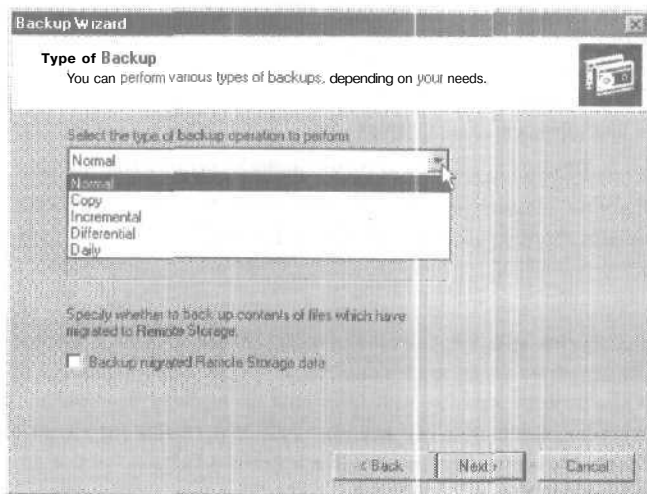 Backup Wizard
Type of Backup
You can perform various types of backups, depending on your needs.
Select the type of backup operation to perform
Normal
Normal
Copy
Incremental
Differential
Daily
Specify whether to back up contents of files which have
migrated to Remote Storage.
Backup migrated Remote Storage data
< Back
Next >
Cancel